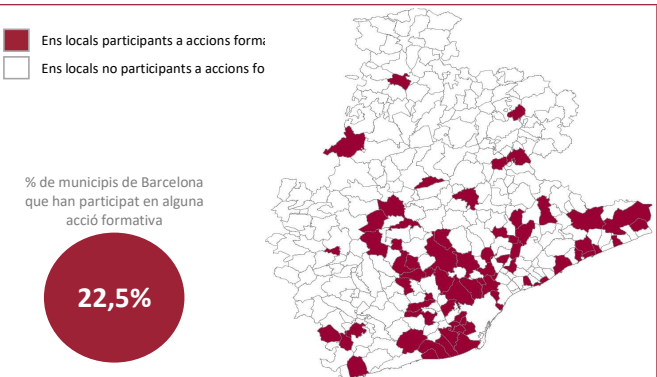 Ens locals participants a accions forma
Ens locals no participants a accions fo
% de municipis de Barcelona
que han participat en alguna
acció formativa
22,5%